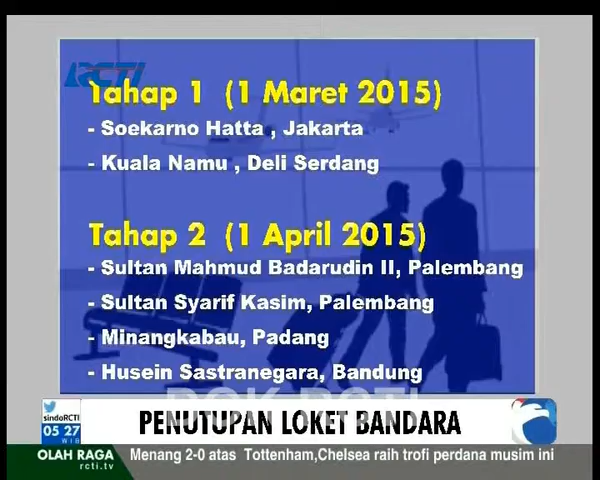 RCTI
Tahap 1 (1 Maret 2015)
- Soekarno Hatta , Jakarta
- Kuala Namu , Deli Serdang
Tahap 2 (1 April 2015)
- Sultan Mahmud Badarudin II, Palembang
- Sultan Syarif Kasim, Palembang
- Minangkabau, Padang
- Husein Sastranegara, Bandung
RCTI
sindoRCTI
05 27
WIB
PENUTUPAN LOKET BANDARA
OLAH RAGA
rcti.tv
Menang 2-0 atas Tottenham,Chelsea raih trofi perdana musim ini